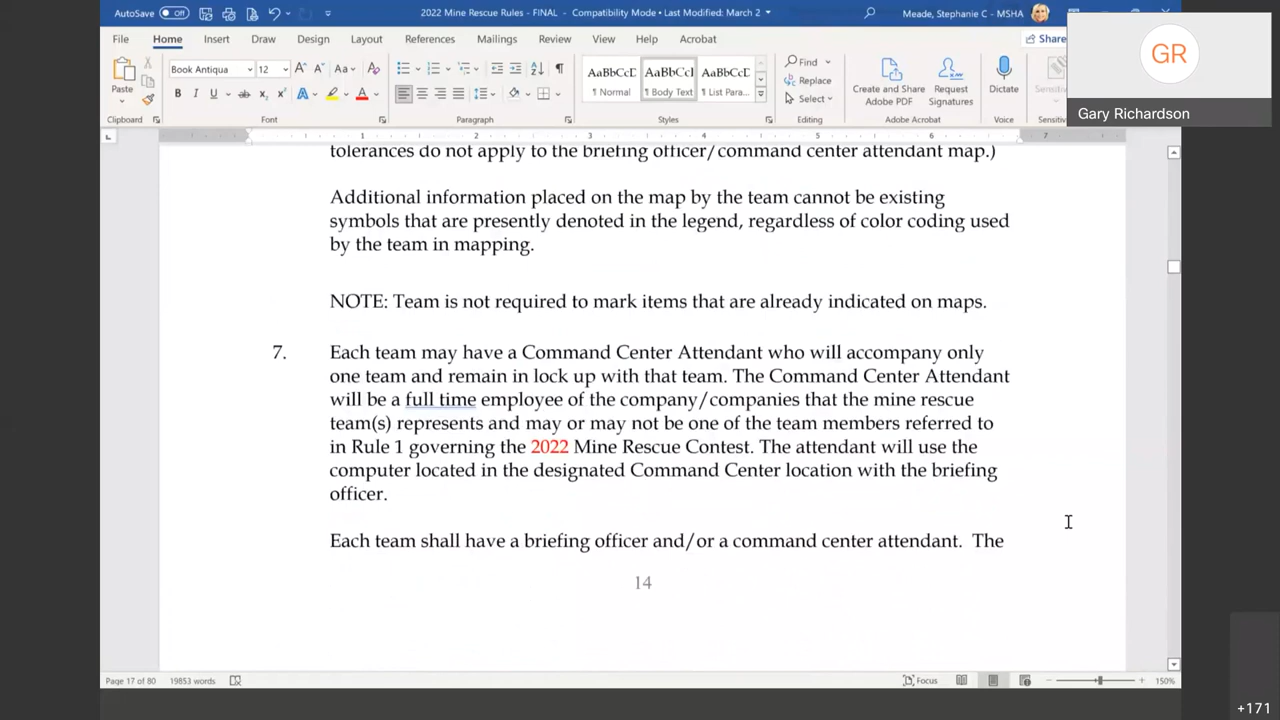 AutoSave Off 2022 Mine Rescue Rules - FINAL - Compatibility Mode • Last Modified: March 2 Meade, Stephanie C - MSHA
GR
Gary Richardson
File Home Insert Draw Design Layout References Mailings Review View Help Acrobat Share
Paste
Clipboard
Book Antiqua 12
Font
Paragraph
AaBbCcD AaBbCcI AaBbCcD
¶ Normal ¶ Body Text ¶ List Para...
Styles
Find
Replace
Select
Editing
Create and Share
Adobe PDF
Request
Signatures
Adobe Acrobat
Dictate
Voice
1 2 3 4 5 6 7
tolerances do not apply to the briefing officer/command center attendant map.)
Additional information placed on the map by the team cannot be existing
symbols that are presently denoted in the legend, regardless of color coding used
by the team in mapping.
NOTE: Team is not required to mark items that are already indicated on maps.
7. Each team may have a Command Center Attendant who will accompany only
one team and remain in lock up with that team. The Command Center Attendant
will be a full time employee of the company/companies that the mine rescue
team(s) represents and may or may not be one of the team members referred to
in Rule 1 governing the 2022 Mine Rescue Contest. The attendant will use the
computer located in the designated Command Center location with the briefing
officer.
Each team shall have a briefing officer and/or a command center attendant. The
14
Page 17 of 80 19853 words Focus 150%
+171